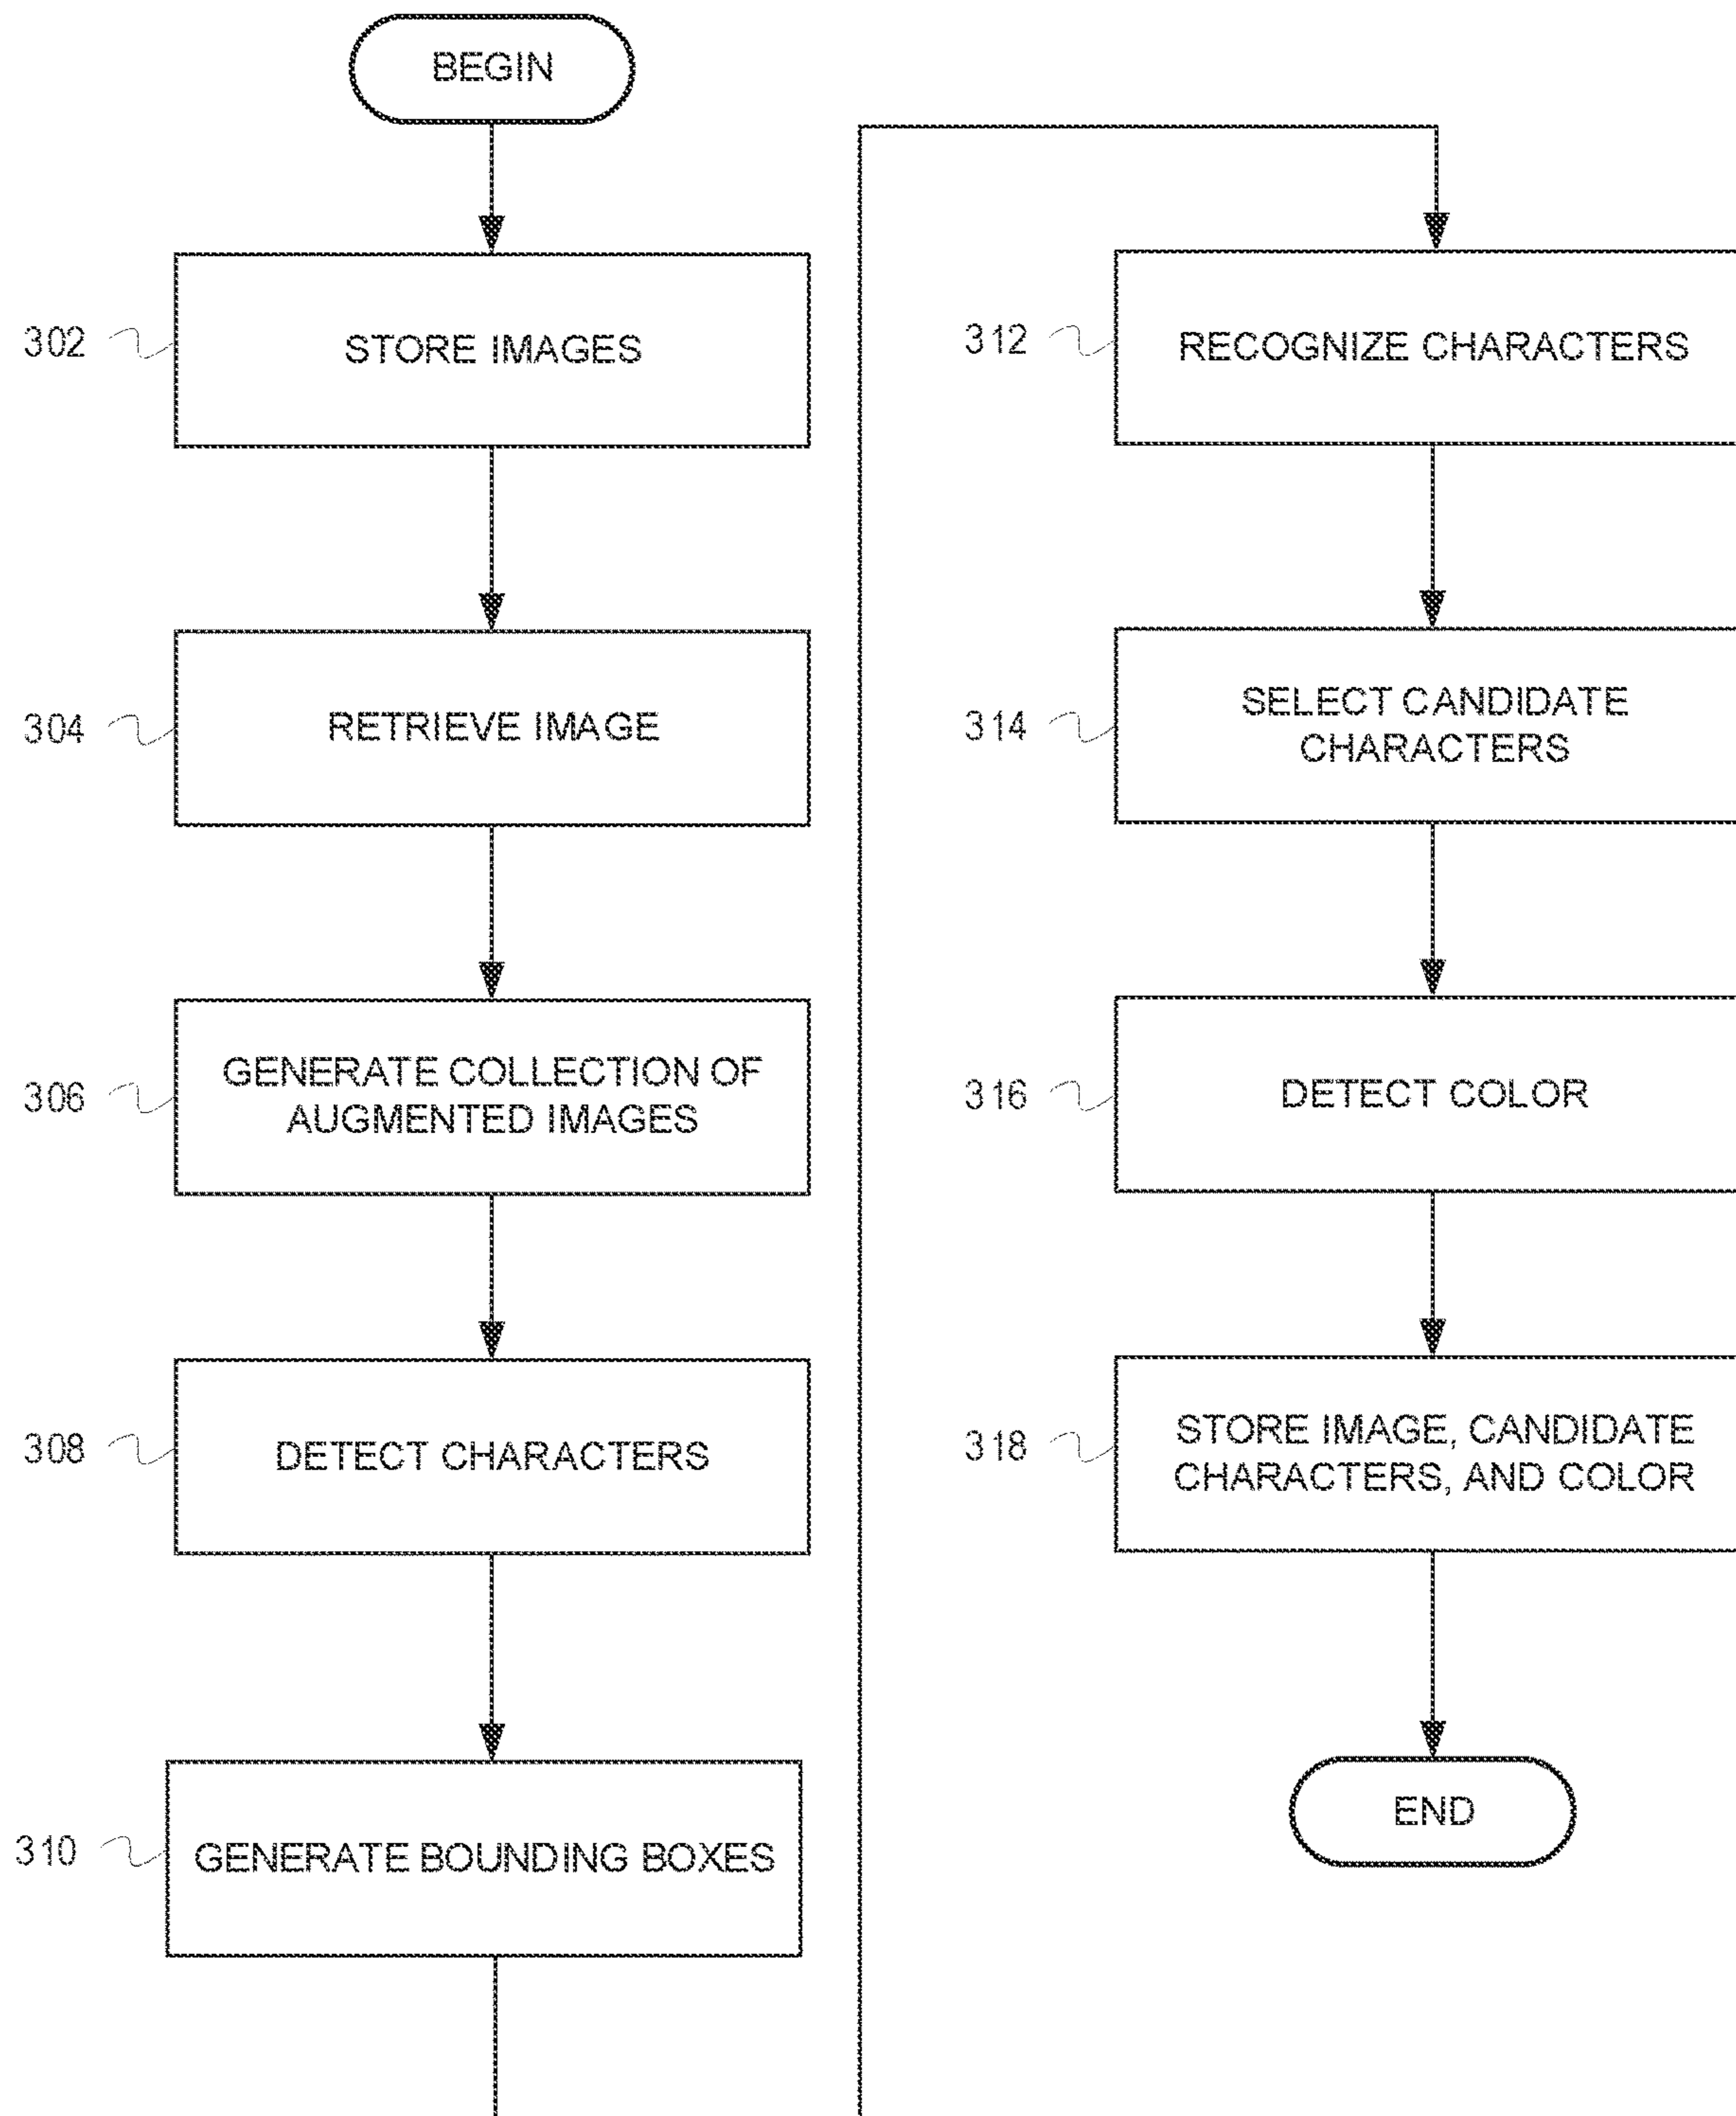 BEGIN
302
STORE IMAGES
304
RETRIEVE IMAGE
306
GENERATE COLLECTION OF
AUGMENTED IMAGES
308
DETECT CHARACTERS
310
GENERATE BOUNDING BOXES
312
RECOGNIZE CHARACTERS
314
SELECT CANDIDATE
CHARACTERS
316
DETECT COLOR
318
STORE IMAGE, CANDIDATE
CHARACTERS, AND COLOR
END